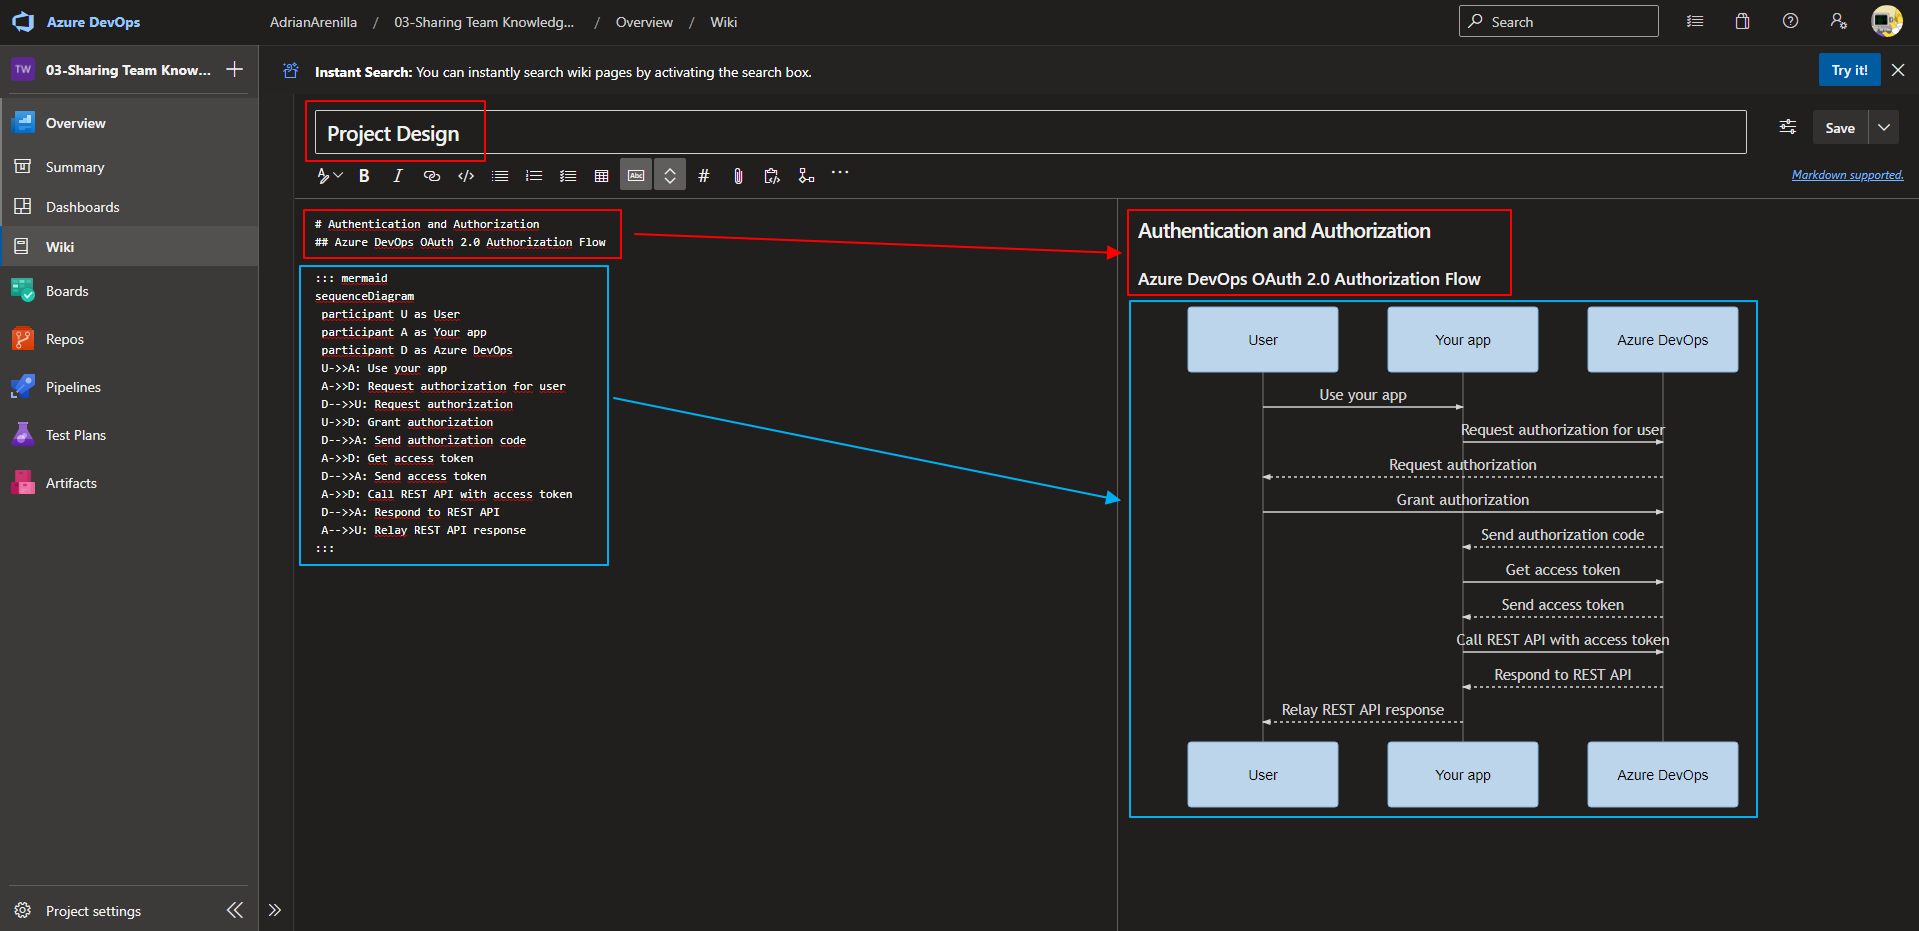 Azure DevOps
AdrianArenilla / 03-Sharing Team Knowledg... / Overview / Wiki
Search
TW 03-Sharing Team Know...
Instant Search: You can instantly search wiki pages by activating the search box.
Try it!
Overview
Summary
Dashboards
Wiki
Boards
Repos
Pipelines
Test Plans
Artifacts
Project settings
Project Design
Save
B I </> # Abc ...
Markdown supported.
# Authentication and Authorization
## Azure DevOps OAuth 2.0 Authorization Flow
::: mermaid
sequenceDiagram
participant U as User
participant A as Your app
participant D as Azure DevOps
U->>A: Use your app
A->>D: Request authorization for user
D-->>U: Request authorization
U->>D: Grant authorization
D-->>A: Send authorization code
A->>D: Get access token
D-->>A: Send access token
A->>D: Call REST API with access token
D-->>A: Respond to REST API
A-->>U: Relay REST API response
:::
Authentication and Authorization
Azure DevOps OAuth 2.0 Authorization Flow
User Your app Azure DevOps
Use your app
Request authorization for user
Request authorization
Grant authorization
Send authorization code
Get access token
Send access token
Call REST API with access token
Respond to REST API
Relay REST API response
User Your app Azure DevOps